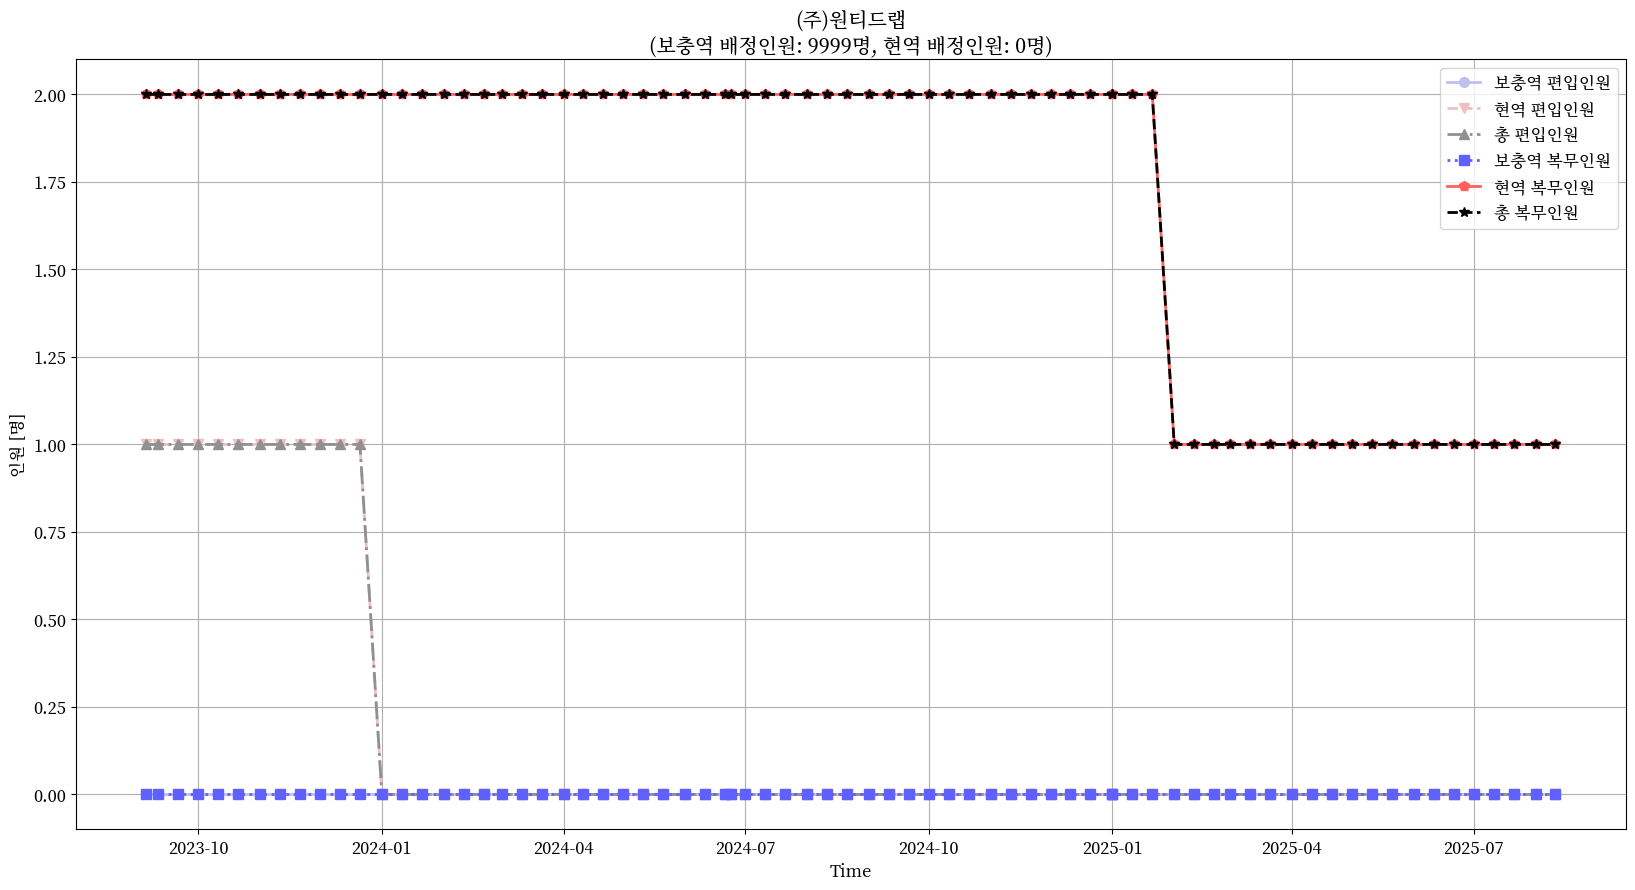 (주)원티드랩
(보충역 배정인원: 9999명, 현역 배정인원: 0명)
보충역 편입인원
현역 편입인원
총 편입인원
보충역 복무인원
현역 복무인원
총 복무인원
인원 [명]
2.00
1.75
1.50
1.25
1.00
0.75
0.50
0.25
0.00
2023-10
2024-01
2024-04
2024-07
2024-10
2025-01
2025-04
2025-07
Time